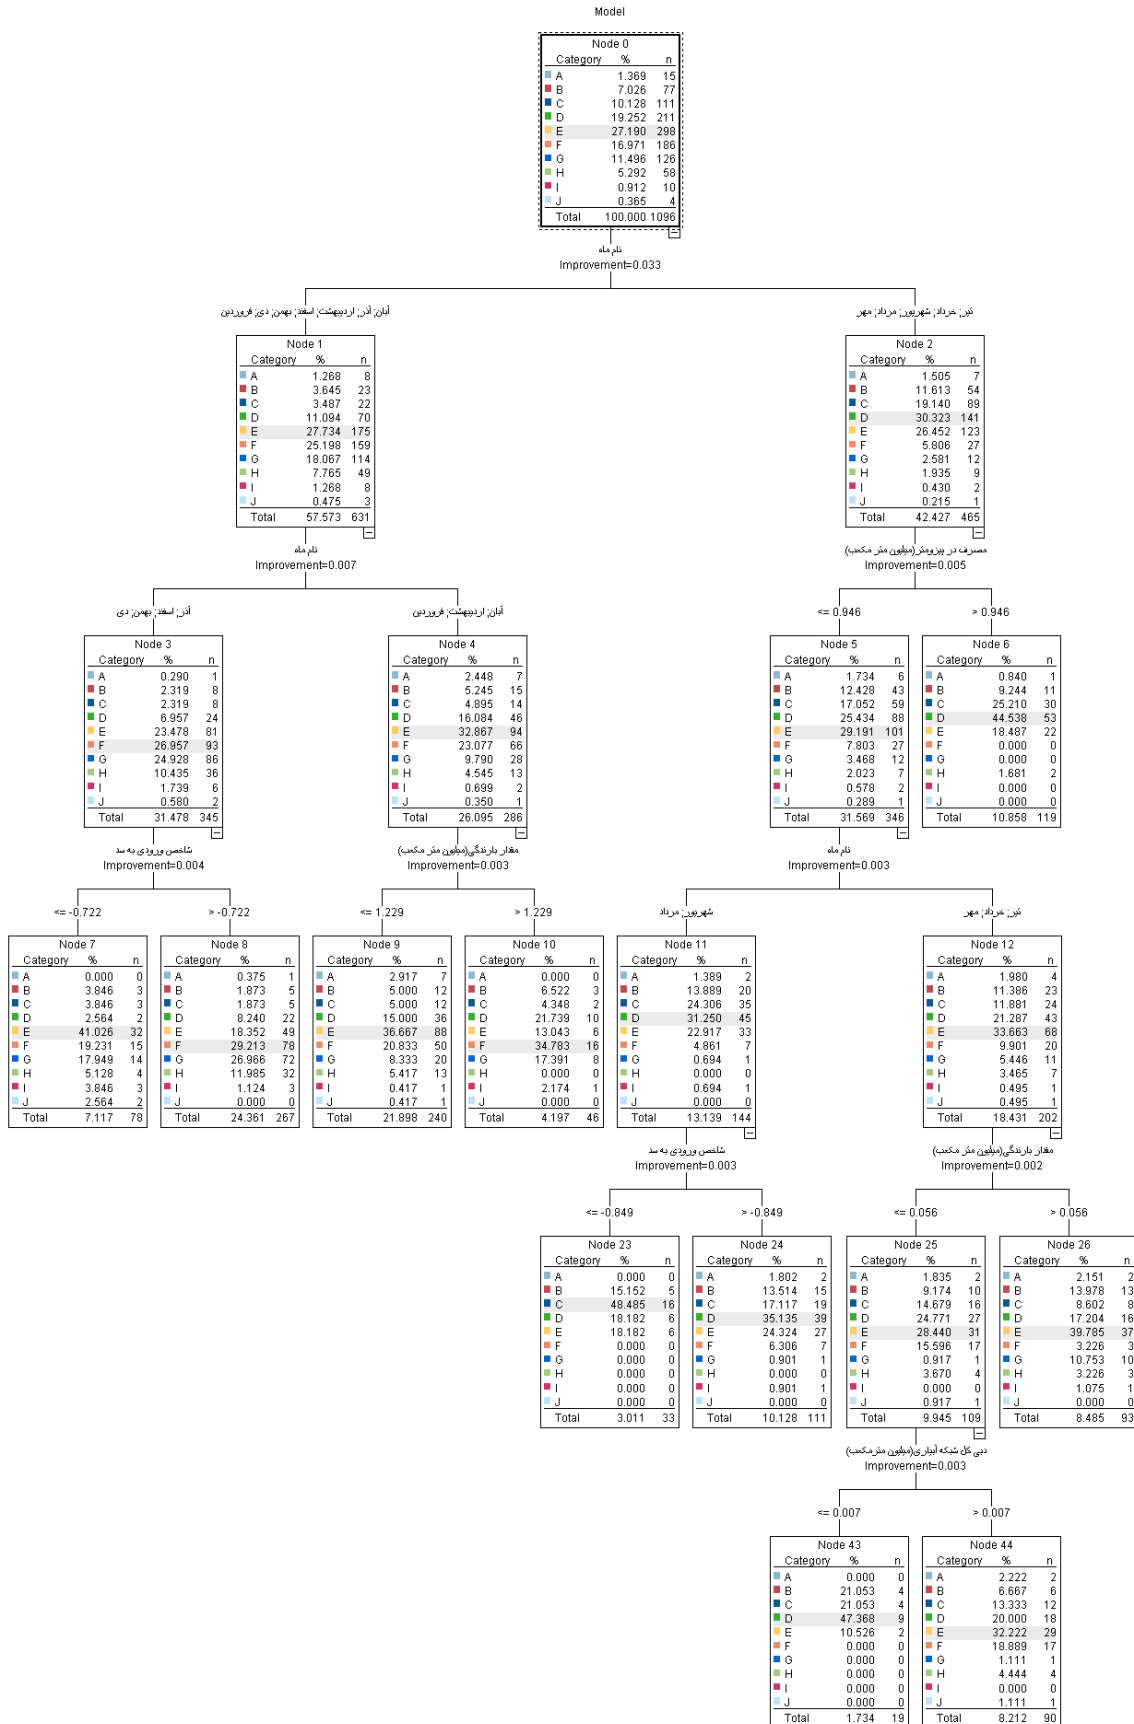 Model
Node 0
Category % n
A 1.369 15
B 7.026 77
C 10.128 111
D 19.252 211
E 27.190 298
F 16.971 186
G 11.496 126
H 5.292 58
I 0.912 10
J 0.365 4
Total 100.000 1096
نام ماه
Improvement=0.033
آبان; آذر; اردیبهشت; اسفند; بهمن; دی; فروردین
Node 1
Category % n
A 1.268 8
B 3.645 23
C 3.487 22
D 11.094 70
E 27.734 175
F 25.198 159
G 18.067 114
H 7.765 49
I 1.268 8
J 0.475 3
Total 57.573 631
نام ماه
Improvement=0.007
تیر; خرداد; شهریور; مرداد; مهر
Node 2
Category % n
A 1.505 7
B 11.613 54
C 19.140 89
D 30.323 141
E 26.452 123
F 5.806 27
G 2.581 12
H 1.935 9
I 0.430 2
J 0.215 1
Total 42.427 465
مصرف در پیزومتر(میلیون متر مکعب)
Improvement=0.005
آذر; اسفند; بهمن; دی
Node 3
Category % n
A 0.290 1
B 2.319 8
C 2.319 8
D 6.957 24
E 23.478 81
F 26.957 93
G 24.928 86
H 10.435 36
I 1.739 6
J 0.580 2
Total 31.478 345
شاخص ورودی به سد
Improvement=0.004
آبان; اردیبهشت; فروردین
Node 4
Category % n
A 2.448 7
B 5.245 15
C 4.895 14
D 16.084 46
E 32.867 94
F 23.077 66
G 9.790 28
H 4.545 13
I 0.699 2
J 0.350 1
Total 26.095 286
مقدار بارندگی(میلیون متر مکعب)
Improvement=0.003
<= 0.946
Node 5
Category % n
A 1.734 6
B 12.428 43
C 17.052 59
D 25.434 88
E 29.191 101
F 7.803 27
G 3.468 12
H 2.023 7
I 0.578 2
J 0.289 1
Total 31.569 346
نام ماه
Improvement=0.003
> 0.946
Node 6
Category % n
A 0.840 1
B 9.244 11
C 25.210 30
D 44.538 53
E 18.487 22
F 0.000 0
G 0.000 0
H 1.681 2
I 0.000 0
J 0.000 0
Total 10.858 119
<= -0.722
Node 7
Category % n
A 0.000 0
B 3.846 3
C 3.846 3
D 2.564 2
E 41.026 32
F 19.231 15
G 17.949 14
H 5.128 4
I 3.846 3
J 2.564 2
Total 7.117 78
> -0.722
Node 8
Category % n
A 0.375 1
B 1.873 5
C 1.873 5
D 8.240 22
E 18.352 49
F 29.213 78
G 26.966 72
H 11.985 32
I 1.124 3
J 0.000 0
Total 24.361 267
<= 1.229
Node 9
Category % n
A 2.917 7
B 5.000 12
C 5.000 12
D 15.000 36
E 36.667 88
F 20.833 50
G 8.333 20
H 5.417 13
I 0.417 1
J 0.417 1
Total 21.898 240
> 1.229
Node 10
Category % n
A 0.000 0
B 6.522 3
C 4.348 2
D 21.739 10
E 13.043 6
F 34.783 16
G 17.391 8
H 0.000 0
I 2.174 1
J 0.000 0
Total 4.197 46
شهریور; مرداد
Node 11
Category % n
A 1.389 2
B 13.889 20
C 24.306 35
D 31.250 45
E 22.917 33
F 4.861 7
G 0.694 1
H 0.000 0
I 0.694 1
J 0.000 0
Total 13.139 144
شاخص ورودی به سد
Improvement=0.003
تیر; خرداد; مهر
Node 12
Category % n
A 1.980 4
B 11.386 23
C 11.881 24
D 21.287 43
E 33.663 68
F 9.901 20
G 5.446 11
H 3.465 7
I 0.495 1
J 0.495 1
Total 18.431 202
مقدار بارندگی(میلیون متر مکعب)
Improvement=0.002
<= -0.849
Node 23
Category % n
A 0.000 0
B 15.152 5
C 48.485 16
D 18.182 6
E 18.182 6
F 0.000 0
G 0.000 0
H 0.000 0
I 0.000 0
J 0.000 0
Total 3.011 33
> -0.849
Node 24
Category % n
A 1.802 2
B 13.514 15
C 17.117 19
D 35.135 39
E 24.324 27
F 6.306 7
G 0.901 1
H 0.000 0
I 0.901 1
J 0.000 0
Total 10.128 111
<= 0.056
Node 25
Category % n
A 1.835 2
B 9.174 10
C 14.679 16
D 24.771 27
E 28.440 31
F 15.596 17
G 0.917 1
H 3.670 4
I 0.000 0
J 0.917 1
Total 9.945 109
دبی کل شبکه آبیاری(میلیون مترمکعب)
Improvement=0.003
> 0.056
Node 26
Category % n
A 2.151 2
B 13.978 13
C 8.602 8
D 17.204 16
E 39.785 37
F 3.226 3
G 10.753 10
H 3.226 3
I 1.075 1
J 0.000 0
Total 8.485 93
<= 0.007
Node 43
Category % n
A 0.000 0
B 21.053 4
C 21.053 4
D 47.368 9
E 10.526 2
F 0.000 0
G 0.000 0
H 0.000 0
I 0.000 0
J 0.000 0
Total 1.734 19
> 0.007
Node 44
Category % n
A 2.222 2
B 6.667 6
C 13.333 12
D 20.000 18
E 32.222 29
F 18.889 17
G 1.111 1
H 4.444 4
I 0.000 0
J 1.111 1
Total 8.212 90